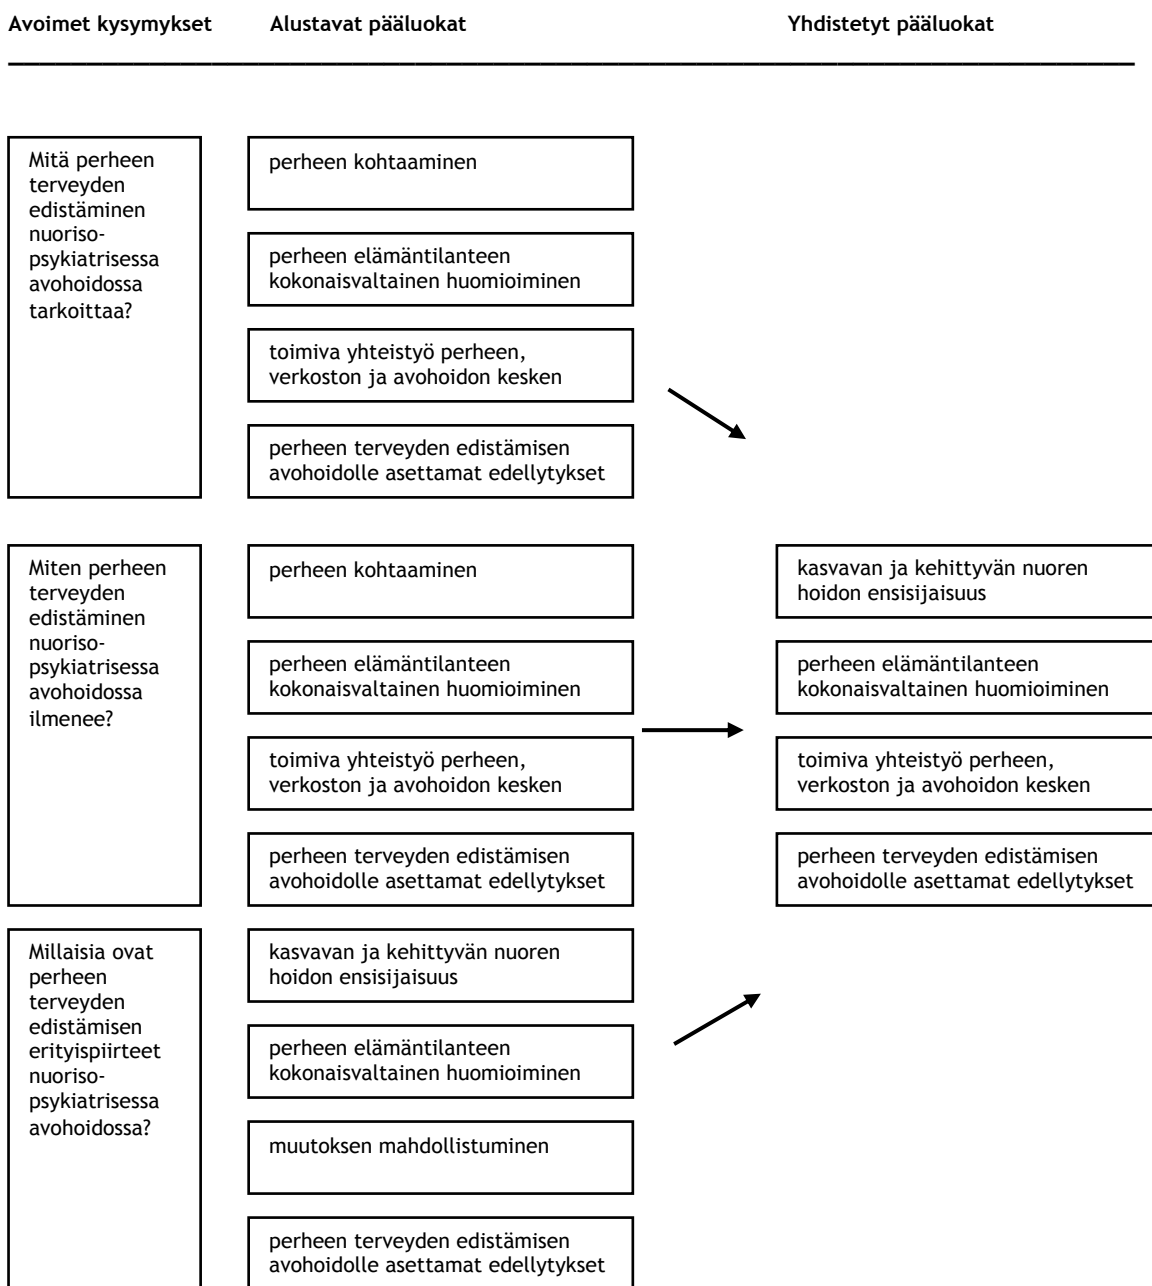 Avoimet kysymykset Alustavat pääluokat Yhdistetyt pääluokat
Mitä perheen
terveyden
edistäminen
nuoriso-
psykiatrisessa
avohoidossa
tarkoittaa?
perheen kohtaaminen
perheen elämäntilanteen
kokonaisvaltainen huomioiminen
toimiva yhteistyö perheen,
verkoston ja avohoidon kesken
perheen terveyden edistämisen
avohoidolle asettamat edellytykset
Miten perheen
terveyden
edistäminen
nuoriso-
psykiatrisessa
avohoidossa
ilmenee?
perheen kohtaaminen
perheen elämäntilanteen
kokonaisvaltainen huomioiminen
toimiva yhteistyö perheen,
verkoston ja avohoidon kesken
perheen terveyden edistämisen
avohoidolle asettamat edellytykset
kasvavan ja kehittyvän nuoren
hoidon ensisijaisuus
perheen elämäntilanteen
kokonaisvaltainen huomioiminen
toimiva yhteistyö perheen,
verkoston ja avohoidon kesken
perheen terveyden edistämisen
avohoidolle asettamat edellytykset
Millaisia ovat
perheen
terveyden
edistämisen
erityispiirteet
nuoriso-
psykiatrisessa
avohoidossa?
kasvavan ja kehittyvän nuoren
hoidon ensisijaisuus
perheen elämäntilanteen
kokonaisvaltainen huomioiminen
muutoksen mahdollistuminen
perheen terveyden edistämisen
avohoidolle asettamat edellytykset